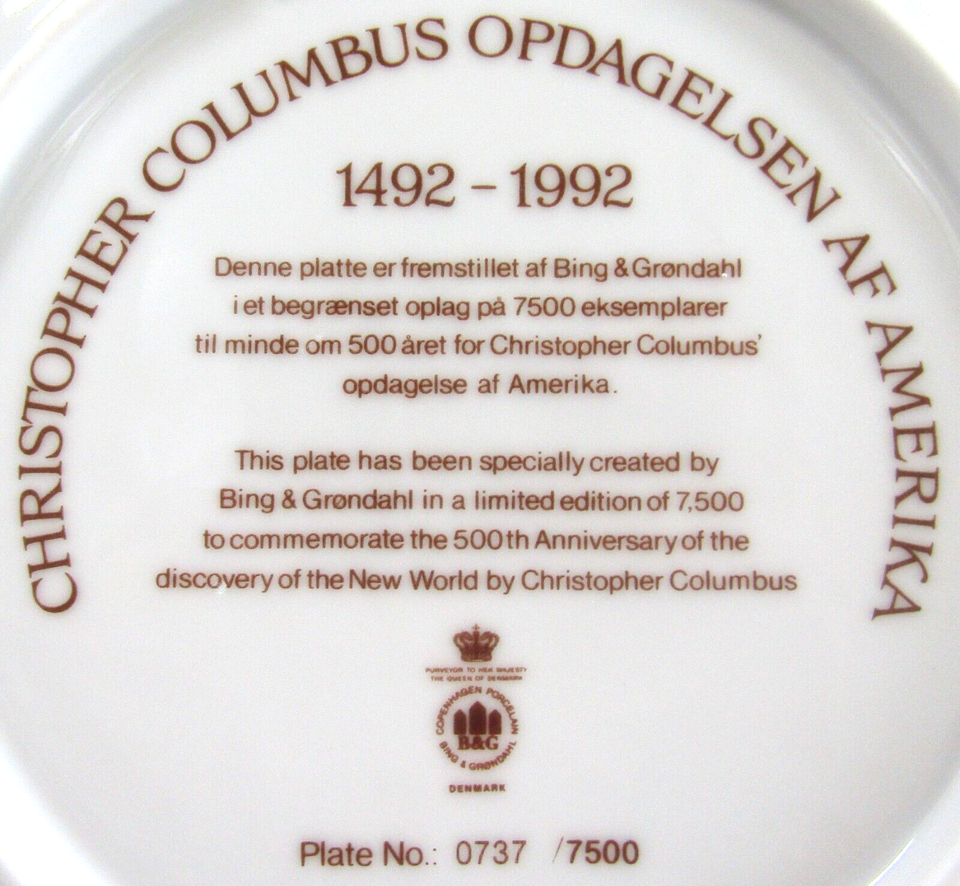 CHRISTOPHER COLUMBUS OPDAGELSEN AF AMERIKA
1492 – 1992
Denne platte er fremstillet af Bing & Grøndahl
i et begrænset oplag på 7500 eksemplarer
til minde om 500 året for Christopher Columbus'
opdagelse af Amerika.
This plate has been specially created by
Bing & Grøndahl in a limited edition of 7,500
to commemorate the 500th Anniversary of the
discovery of the New World by Christopher Columbus
PURVEYOR TO HER MAJESTY
THE QUEEN OF DENMARK
COPENHAGEN PORCELAIN
B&G
BING & GRØNDAHL
DENMARK
Plate No.: 0737 /7500